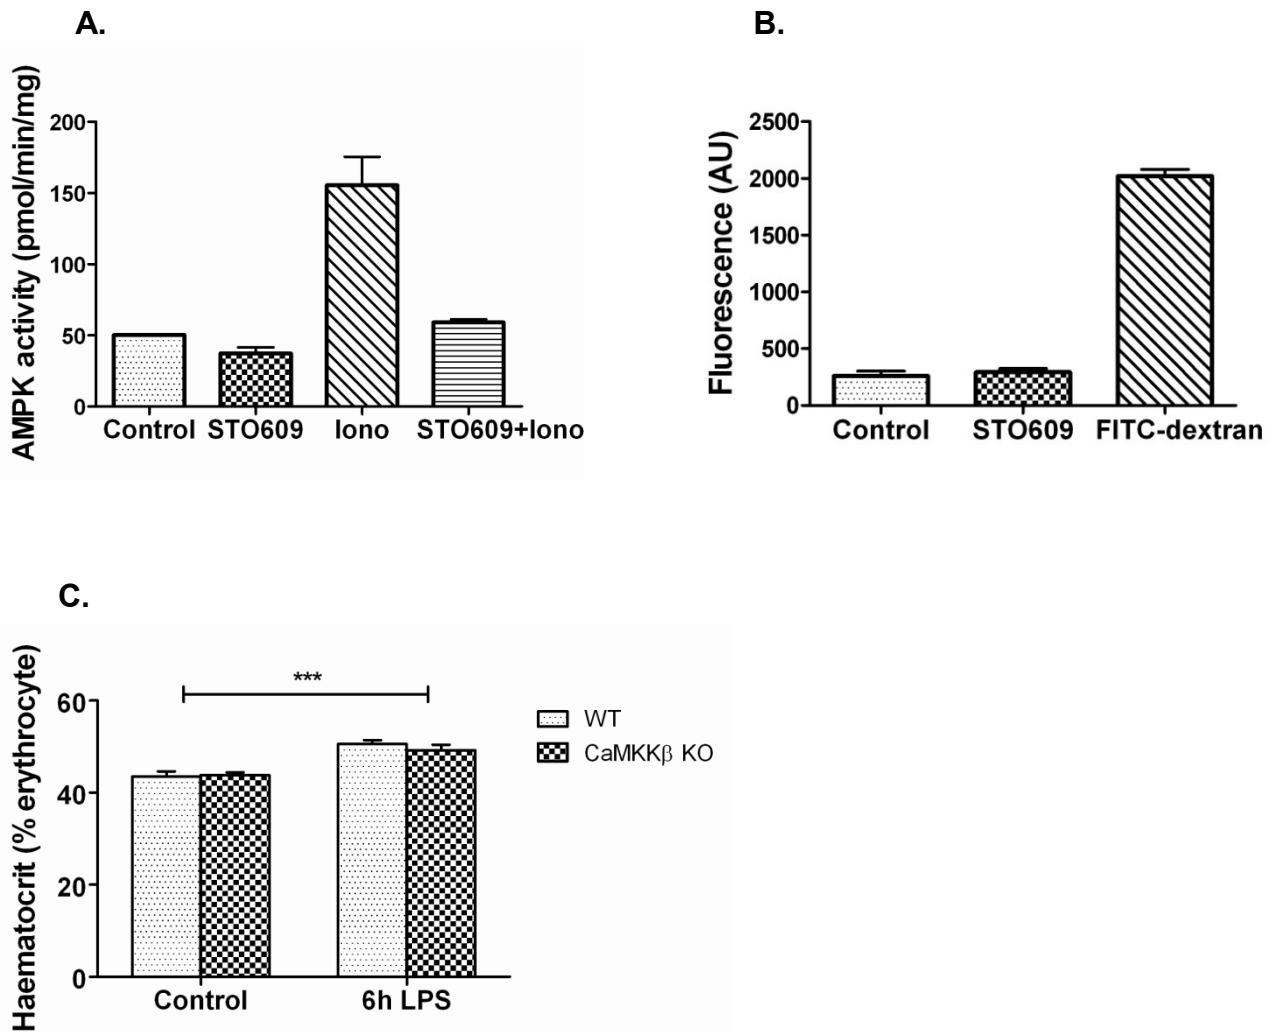 A.
AMPK activity (pmol/min/mg)
200
150
100
50
0
Control STO609 Iono STO609+Iono
B.
Fluorescence (AU)
2500
2000
1500
1000
500
0
Control STO609 FITC-dextran
C.
Haematocrit (% erythrocyte)
60
40
20
0
***
Control 6h LPS
WT
CaMKKβ KO